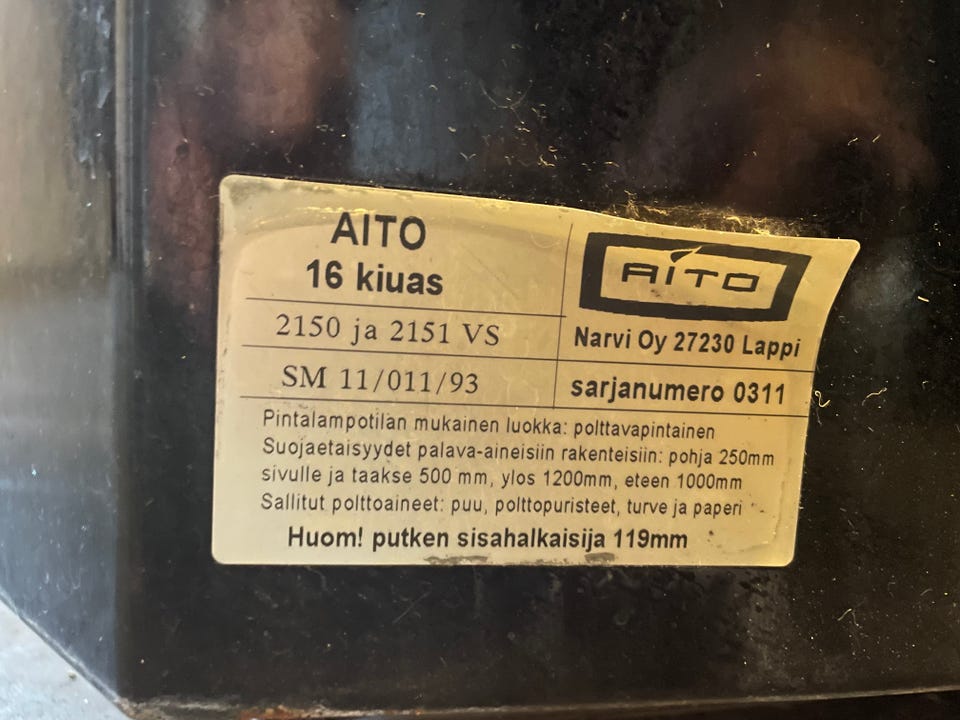 AITO
16 kiuas
2150 ja 2151 VS
SM 11/011/93
AITO
Narvi Oy 27230 Lappi
sarjanumero 0311
Pintalampotilan mukainen luokka: polttavapintainen
Suojaetaisyydet palava-aineisiin rakenteisiin: pohja 250mm
sivulle ja taakse 500 mm, ylos 1200mm, eteen 1000mm
Sallitut polttoaineet: puu, polttopuristeet, turve ja paperi
Huom! putken sisahalkaisija 119mm